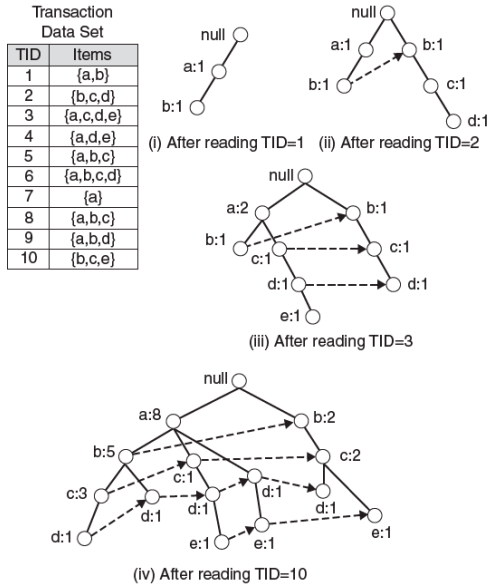 Transaction
Data Set
TID Items
1 {a,b}
2 {b,c,d}
3 {a,c,d,e}
4 {a,d,e}
5 {a,b,c}
6 {a,b,c,d}
7 {a}
8 {a,b,c}
9 {a,b,d}
10 {b,c,e}
null
a:1
b:1
(i) After reading TID=1
null
a:1 b:1
b:1 c:1
d:1
(ii) After reading TID=2
null
a:2 b:1
b:1 c:1 c:1
d:1 d:1
e:1
(iii) After reading TID=3
null
a:8 b:2
b:5 c:2
c:3 c:1 d:1
d:1 d:1 d:1 d:1
e:1 e:1 e:1
(iv) After reading TID=10